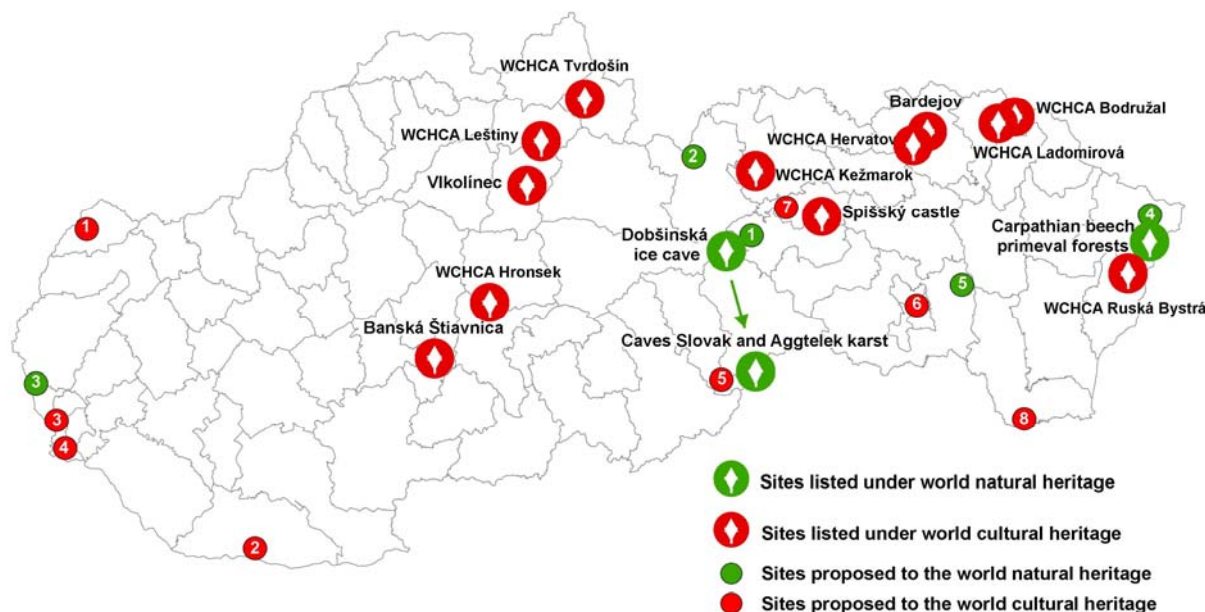 WCHCA Tvrdošín
Bardejov
WCHCA Bodružal
WCHCA Leštiny
WCHCA Hervatov
WCHCA Ladomirová
2
WCHCA Kežmarok
Vlkolínec
7
Spišský castle
4
Carpathian beech
primeval forests
1
1
Dobšinská
ice cave
WCHCA Hronsek
5
6
WCHCA Ruská Bystrá
Banská Štiavnica
Caves Slovak and Aggtelek karst
3
5
3
8
4
2
Sites listed under world natural heritage
Sites listed under world cultural heritage
Sites proposed to the world natural heritage
Sites proposed to the world cultural heritage